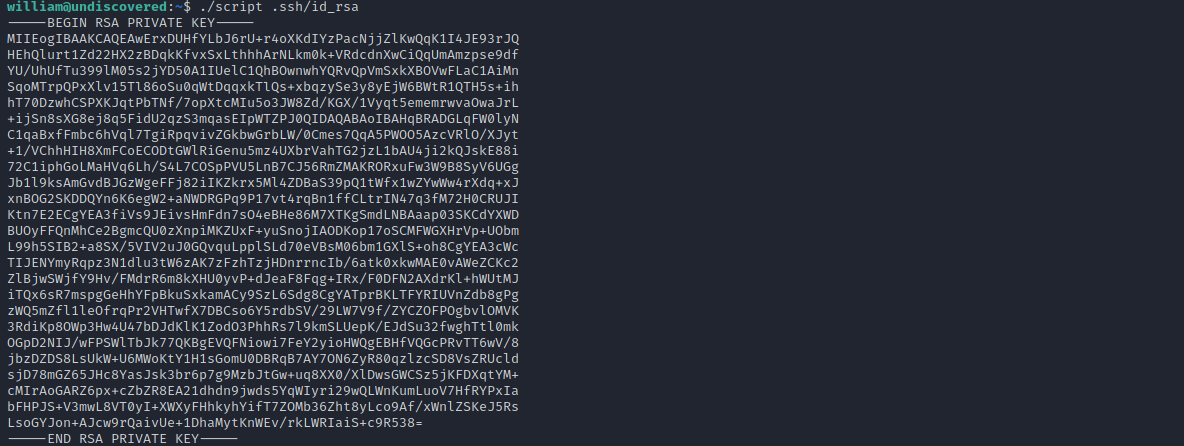 william@undiscovered:~$ ./script .ssh/id_rsa
-----BEGIN RSA PRIVATE KEY-----
MIIEogIBAAKCAQEAwErxDUHfYLbJ6rU+r4oXKdIYzPacNjjZlKwQqK1I4JE93rJQ
HEhQlurt1Zd22HX2zBDqkKfvxSxLthhhArNLkm0k+VRdcdnXwCiQqUmAmzpse9df
YU/UhUfTu399lM05s2jYD50A1IUelC1QhBOwnwhYQRvQpVmSxkXBOVwFLaC1AiMn
SqoMTrpQPxXlv15Tl86oSu0qWtDqqxkTlQs+xbqzySe3y8yEjW6BWtR1QTH5s+ih
hT70DzwhCSPXKJqtPbTNf/7opXtcMIu5o3JW8Zd/KGX/1Vyqt5ememrwvaOwaJrL
+ijSn8sXG8ej8q5FidU2qzS3mqasEIpWTZPJ0QIDAQABAoIBAHqBRADGLqFW0lyN
C1qaBxfFmbc6hVql7TgiRpqvivZGkbwGrbLW/0Cmes7QqA5PWOO5AzcVRlO/XJyt
+1/VChhHIH8XmFCoECODtGWlRiGenu5mz4UXbrVahTG2jzL1bAU4ji2kQJskE88i
72C1iphGoLMaHVq6Lh/S4L7COSpPVU5LnB7CJ56RmZMAKRORxuFw3W9B8SyV6UGg
Jb1l9ksAmGvdBJGzWgeFFj82iIKZkrx5Ml4ZDBaS39pQ1tWfx1wZYwWw4rXdq+xJ
xnBOG2SKDDQYn6K6egW2+aNWDRGPq9P17vt4rqBn1ffCLtrIN47q3fM72H0CRUJI
Ktn7E2ECgYEA3fiVs9JEivsHmFdn7sO4eBHe86M7XTKgSmdLNBAaap03SKCdYXWD
BUOyFFQnMhCe2BgmcQU0zXnpiMKZUxF+yuSnojIAODKop17oSCMFWGXHrVp+UObm
L99h5SIB2+a8SX/5VIV2uJ0GQvquLpplSLd70eVBsM06bm1GXlS+oh8CgYEA3cWc
TIJENYmyRqpz3N1dlu3tW6zAK7zFzhTzjHDnrrncIb/6atk0xkwMAE0vAWeZCKc2
ZlBjwSWjfY9Hv/FMdrR6m8kXHU0yvP+dJeaF8Fqg+IRx/F0DFN2AXdrKl+hWUtMJ
iTQx6sR7mspgGeHhYFpBkuSxkamACy9SzL6Sdg8CgYATprBKLTFYRIUVnZdb8gPg
zWQ5mZfl1leOfrqPr2VHTwfX7DBCso6Y5rdbSV/29LW7V9f/ZYCZOFPOgbvlOMVK
3RdiKp8OWp3Hw4U47bDJdKlK1ZodO3PhhRs7l9kmSLUepK/EJdSu32fwghTtl0mk
OGpD2NIJ/wFPSWlTbJk77QKBgEVQFNiowi7FeY2yioHWQgEBHfVQGcPRvTT6wV/8
jbzDZDS8LsUkW+U6MWoKtY1H1sGomU0DBRqB7AY7ON6ZyR80qzlzcSD8VsZRUcld
sjD78mGZ65JHc8YasJsk3br6p7g9MzbJtGw+uq8XX0/XlDwsGWCSz5jKFDXqtYM+
cMIrAoGARZ6px+cZbZR8EA21dhdn9jwds5YqWIyri29wQLWnKumLuoV7HfRYPxIa
bFHPJS+V3mwL8VT0yI+XWXyFHhkyhYifT7ZOMb36Zht8yLco9Af/xWnlZSKeJ5Rs
LsoGYJon+AJcw9rQaivUe+1DhaMytKnWEv/rkLWRIaiS+c9R538=
-----END RSA PRIVATE KEY-----